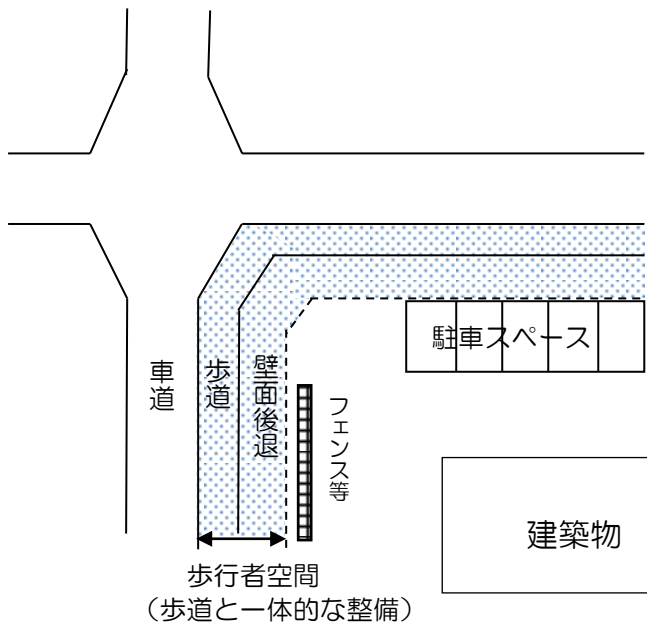 駐車スペース
車道
歩道
壁面後退
フェンス等
建築物
歩行者空間
（歩道と一体的な整備）